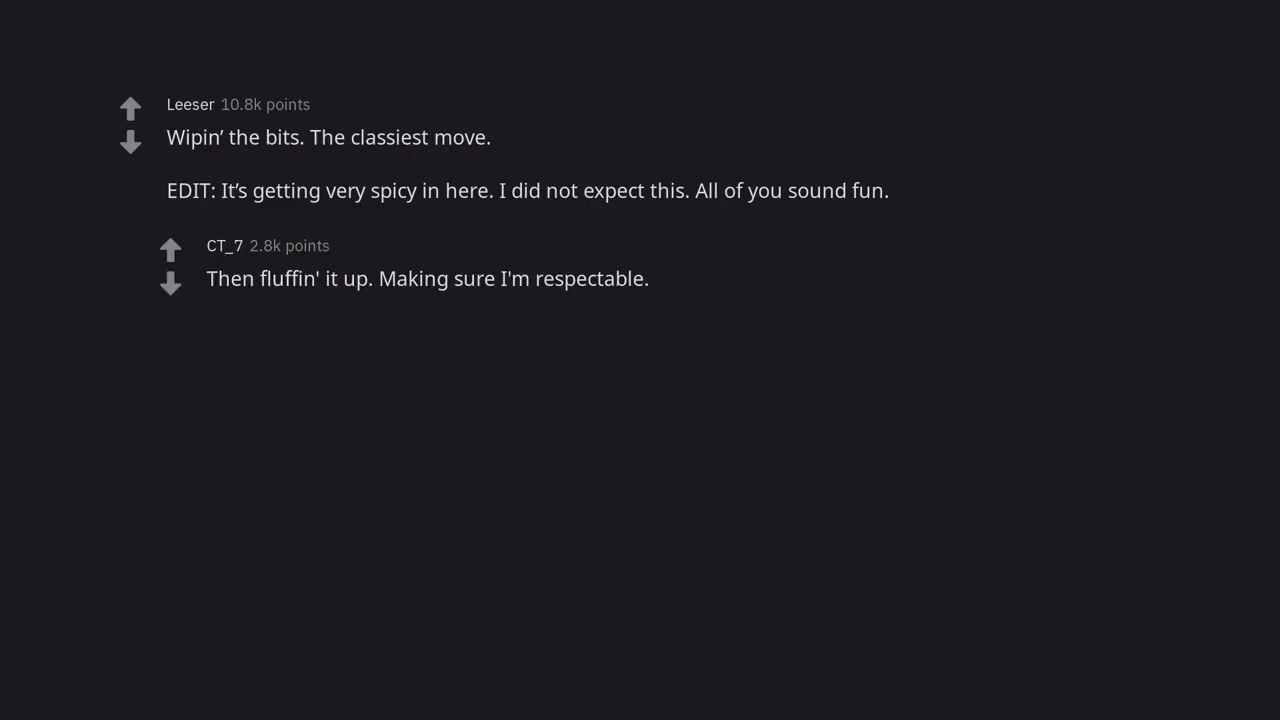 Leeser 10.8k points
Wipin’ the bits. The classiest move.
EDIT: It’s getting very spicy in here. I did not expect this. All of you sound fun.
CT_7 2.8k points
Then fluffin' it up. Making sure I'm respectable.